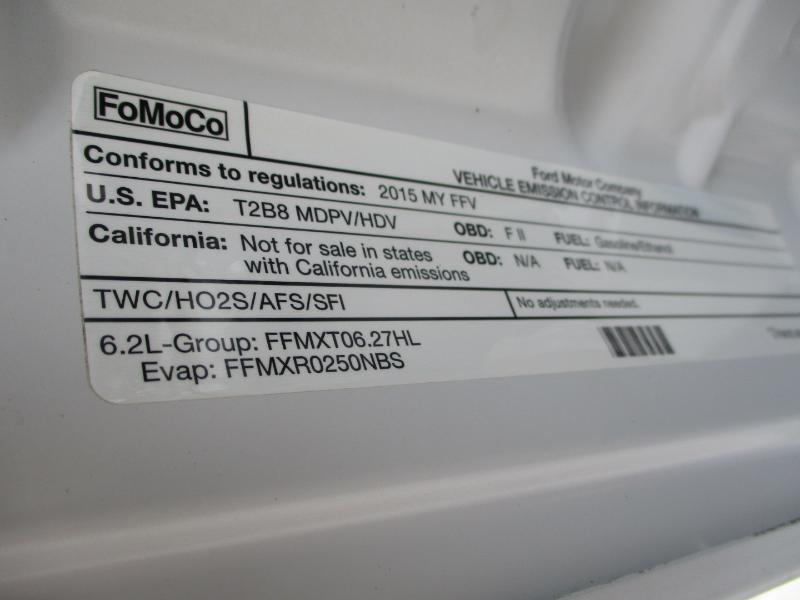 FoMoCo
Ford Motor Company
VEHICLE EMISSION CONTROL INFORMATION
Conforms to regulations: 2015 MY FFV
U.S. EPA: T2B8 MDPV/HDV OBD: F II FUEL: Gasoline/Ethanol
California: Not for sale in states with California emissions OBD: N/A FUEL: N/A
TWC/HO2S/AFS/SFI No adjustments needed.
6.2L-Group: FFMXT06.27HL
Evap: FFMXR0250NBS